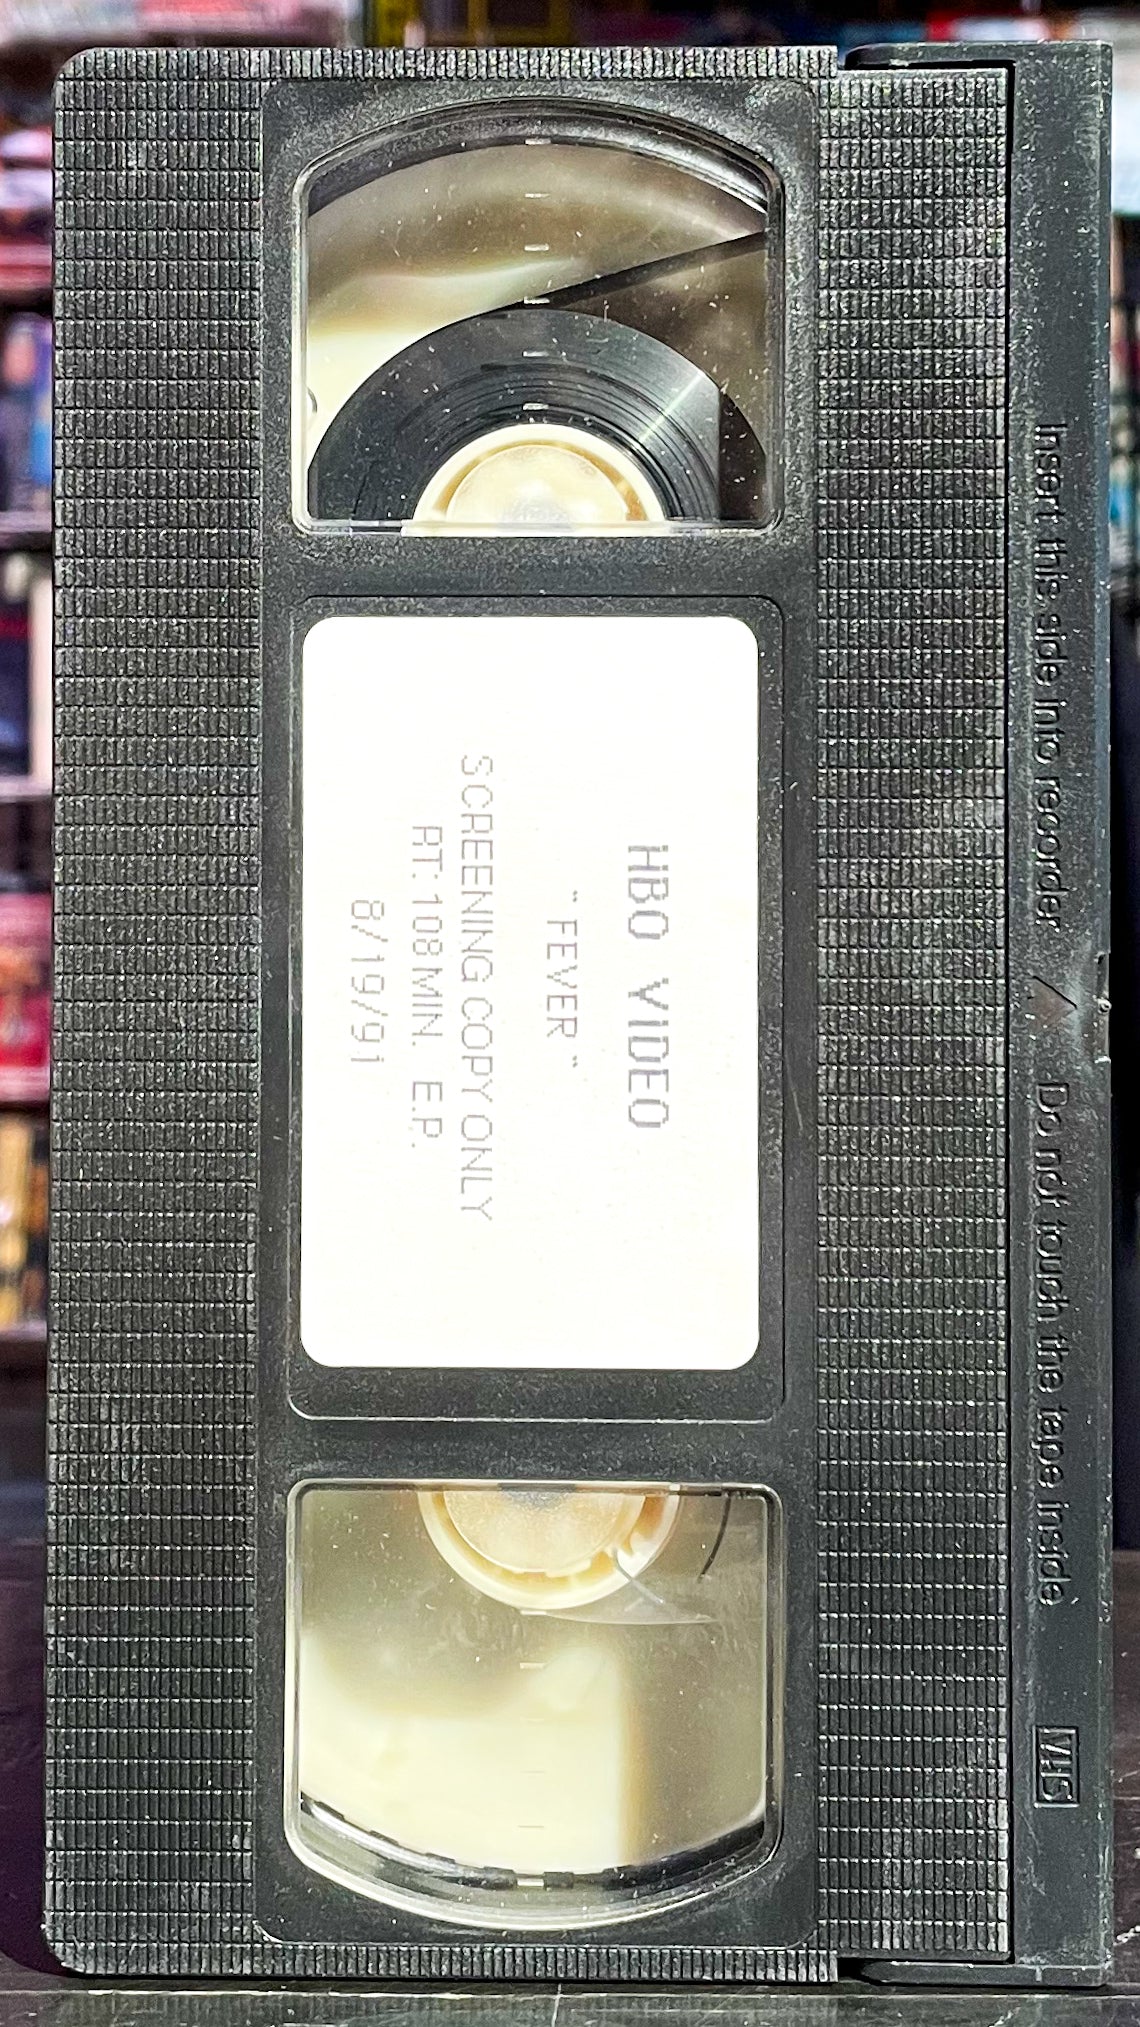 HBO VIDEO
"FEVER"
SCREENING COPY ONLY
RT: 108 MIN. E.P.
8/19/91
Insert this side into recorder △ Do not touch the tape inside VHS